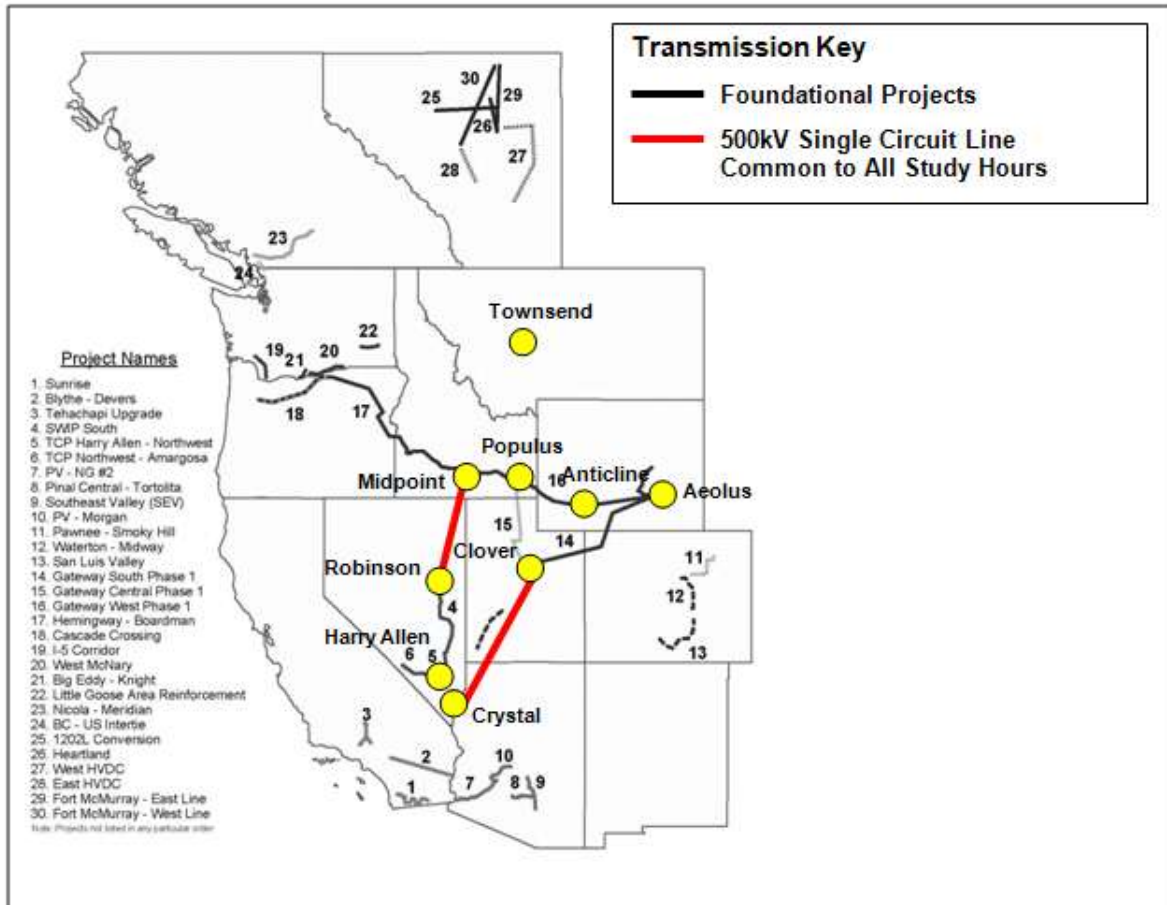 Transmission Key
Foundational Projects
500kV Single Circuit Line
Common to All Study Hours
30
25
29
26
27
28
23
24
Townsend
22
19
21
20
18
17
Populus
Midpoint
16
Anticline
Aeolus
15
14
Clover
Robinson
4
11
12
13
Harry Allen
6
5
Crystal
3
2
1
10
7
8
9
Project Names
1. Sunrise
2. Blythe - Devers
3. Tehachapi Upgrade
4. SWIP South
5. TCP Harry Allen - Northwest
6. TCP Northwest - Amargosa
7. PV - NG #2
8. Pinal Central - Tortolita
9. Southeast Valley (SEV)
10. PV - Morgan
11. Pawnee - Smoky Hill
12. Waterton - Midway
13. San Luis Valley
14. Gateway South Phase 1
15. Gateway Central Phase 1
16. Gateway West Phase 1
17. Hemingway - Boardman
18. Cascade Crossing
19. I-5 Corridor
20. West McNary
21. Big Eddy - Knight
22. Little Goose Area Reinforcement
23. Nicola - Meridian
24. BC - US Intertie
25. 1202L Conversion
26. Heartland
27. West HVDC
28. East HVDC
29. Fort McMurray - East Line
30. Fort McMurray - West Line
Note: Projects not listed in any particular order